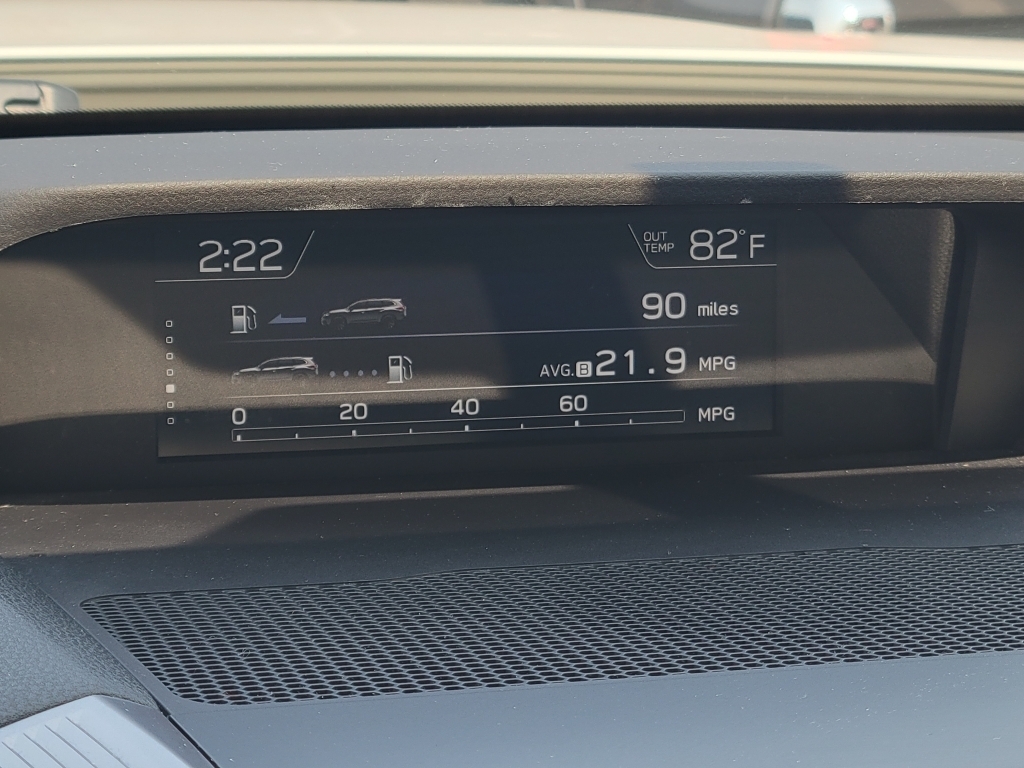 2:22
OUT TEMP 82°F
90 miles
AVG. B 21.9 MPG
0 20 40 60 MPG